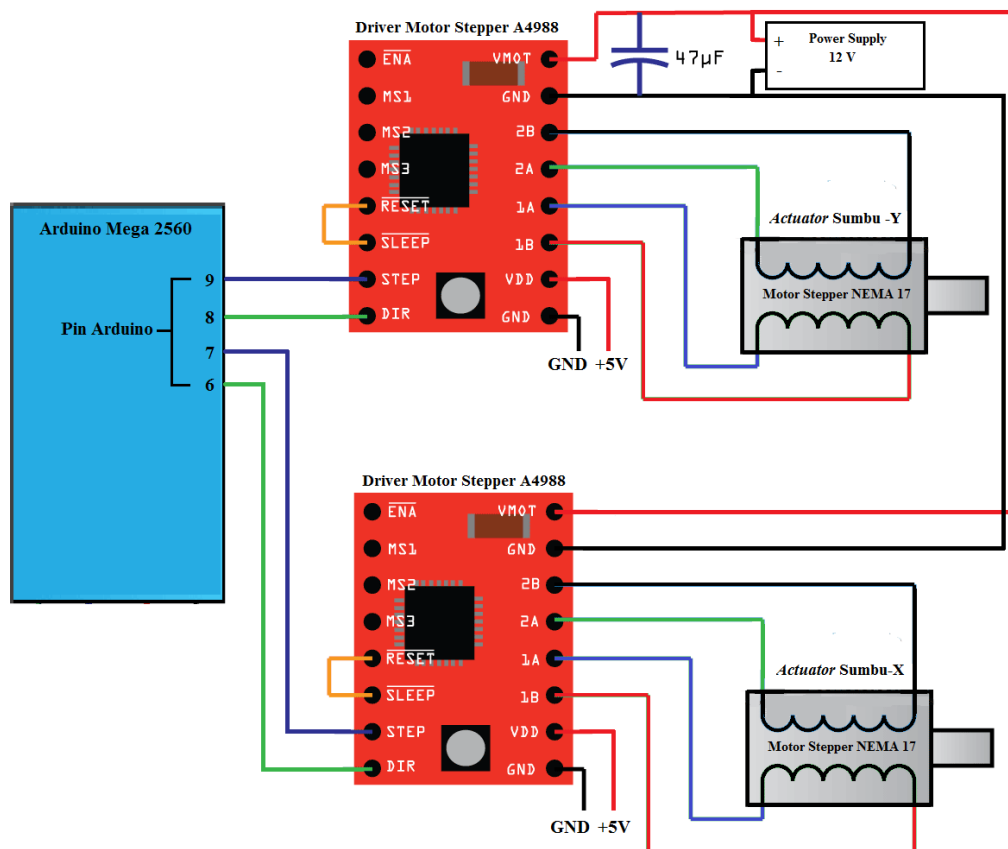 Driver Motor Stepper A4988
ENA
MS1
MS2
MS3
RESET
SLEEP
STEP
DIR
VMOT
GND
2B
2A
1A
1B
VDD
GND
47µF
+
-
Power Supply
12 V
GND +5V
Actuator Sumbu -Y
Motor Stepper NEMA 17
Arduino Mega 2560
Pin Arduino
9
8
7
6
Driver Motor Stepper A4988
ENA
MS1
MS2
MS3
RESET
SLEEP
STEP
DIR
VMOT
GND
2B
2A
1A
1B
VDD
GND
GND +5V
Actuator Sumbu-X
Motor Stepper NEMA 17